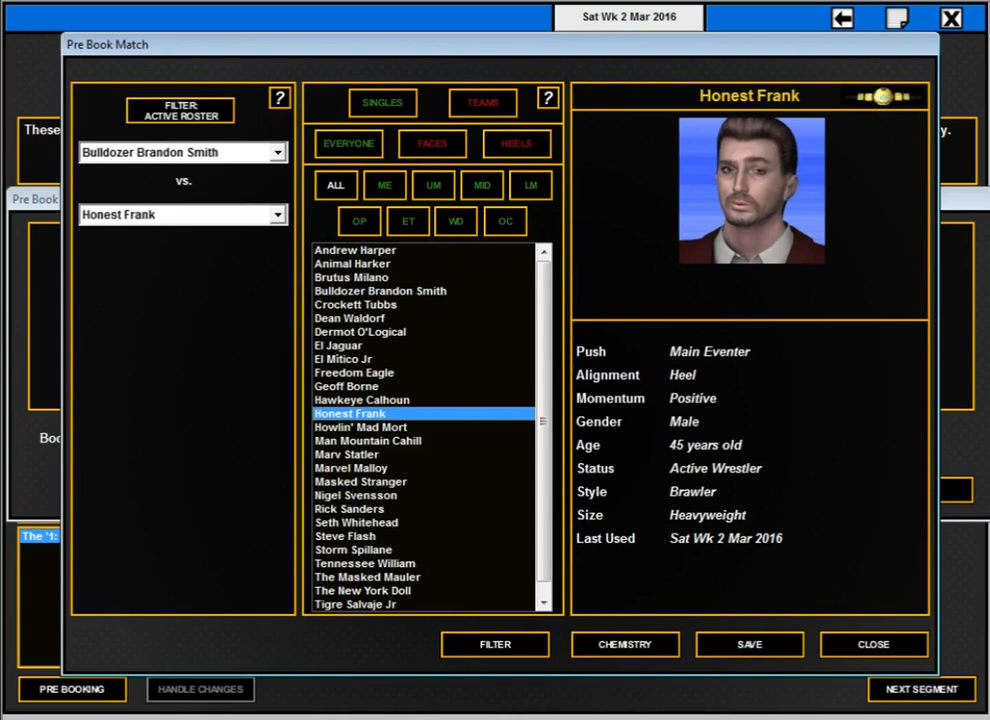 Sat Wk 2 Mar 2016
Pre Book Match
These
y.
Pre Book
Boo
The '1:
FILTER:
ACTIVE ROSTER
?
Bulldozer Brandon Smith
vs.
Honest Frank
SINGLES
TEAMS
?
EVERYONE
FACES
HEELS
ALL
ME
UM
MID
LM
OP
ET
WD
OC
Andrew Harper
Animal Harker
Brutus Milano
Bulldozer Brandon Smith
Crockett Tubbs
Dean Waldorf
Dermot O'Logical
El Jaguar
El Mitico Jr
Freedom Eagle
Geoff Borne
Hawkeye Calhoun
Honest Frank
Howlin' Mad Mort
Man Mountain Cahill
Marv Statler
Marvel Malloy
Masked Stranger
Nigel Svensson
Rick Sanders
Seth Whitehead
Steve Flash
Storm Spillane
Tennessee William
The Masked Mauler
The New York Doll
Tigre Salvaje Jr
Honest Frank
Push Main Eventer
Alignment Heel
Momentum Positive
Gender Male
Age 45 years old
Status Active Wrestler
Style Brawler
Size Heavyweight
Last Used Sat Wk 2 Mar 2016
FILTER
CHEMISTRY
SAVE
CLOSE
PRE BOOKING
HANDLE CHANGES
NEXT SEGMENT